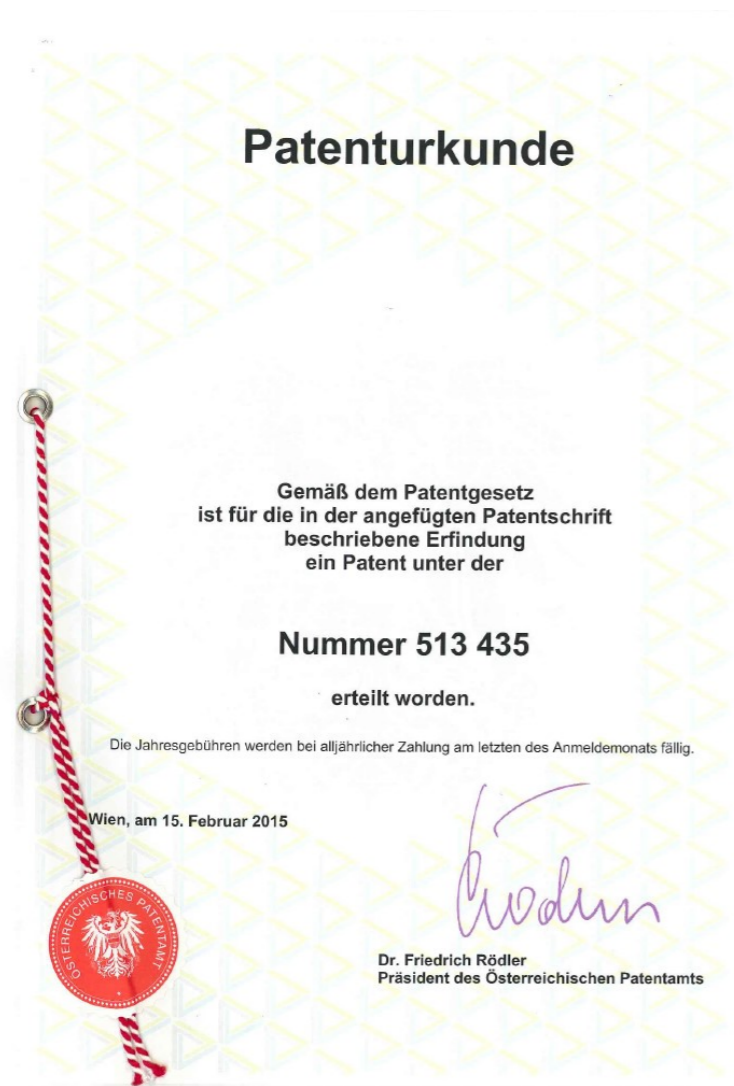 Patenturkunde
Gemäß dem Patentgesetz
ist für die in der angefügten Patentschrift
beschriebene Erfindung
ein Patent unter der
Nummer 513 435
erteilt worden.
Die Jahresgebühren werden bei alljährlicher Zahlung am letzten des Anmeldemonats fällig.
Wien, am 15. Februar 2015
ÖSTERREICHISCHES PATENTAMT
Dr. Friedrich Rödler
Präsident des Österreichischen Patentamts